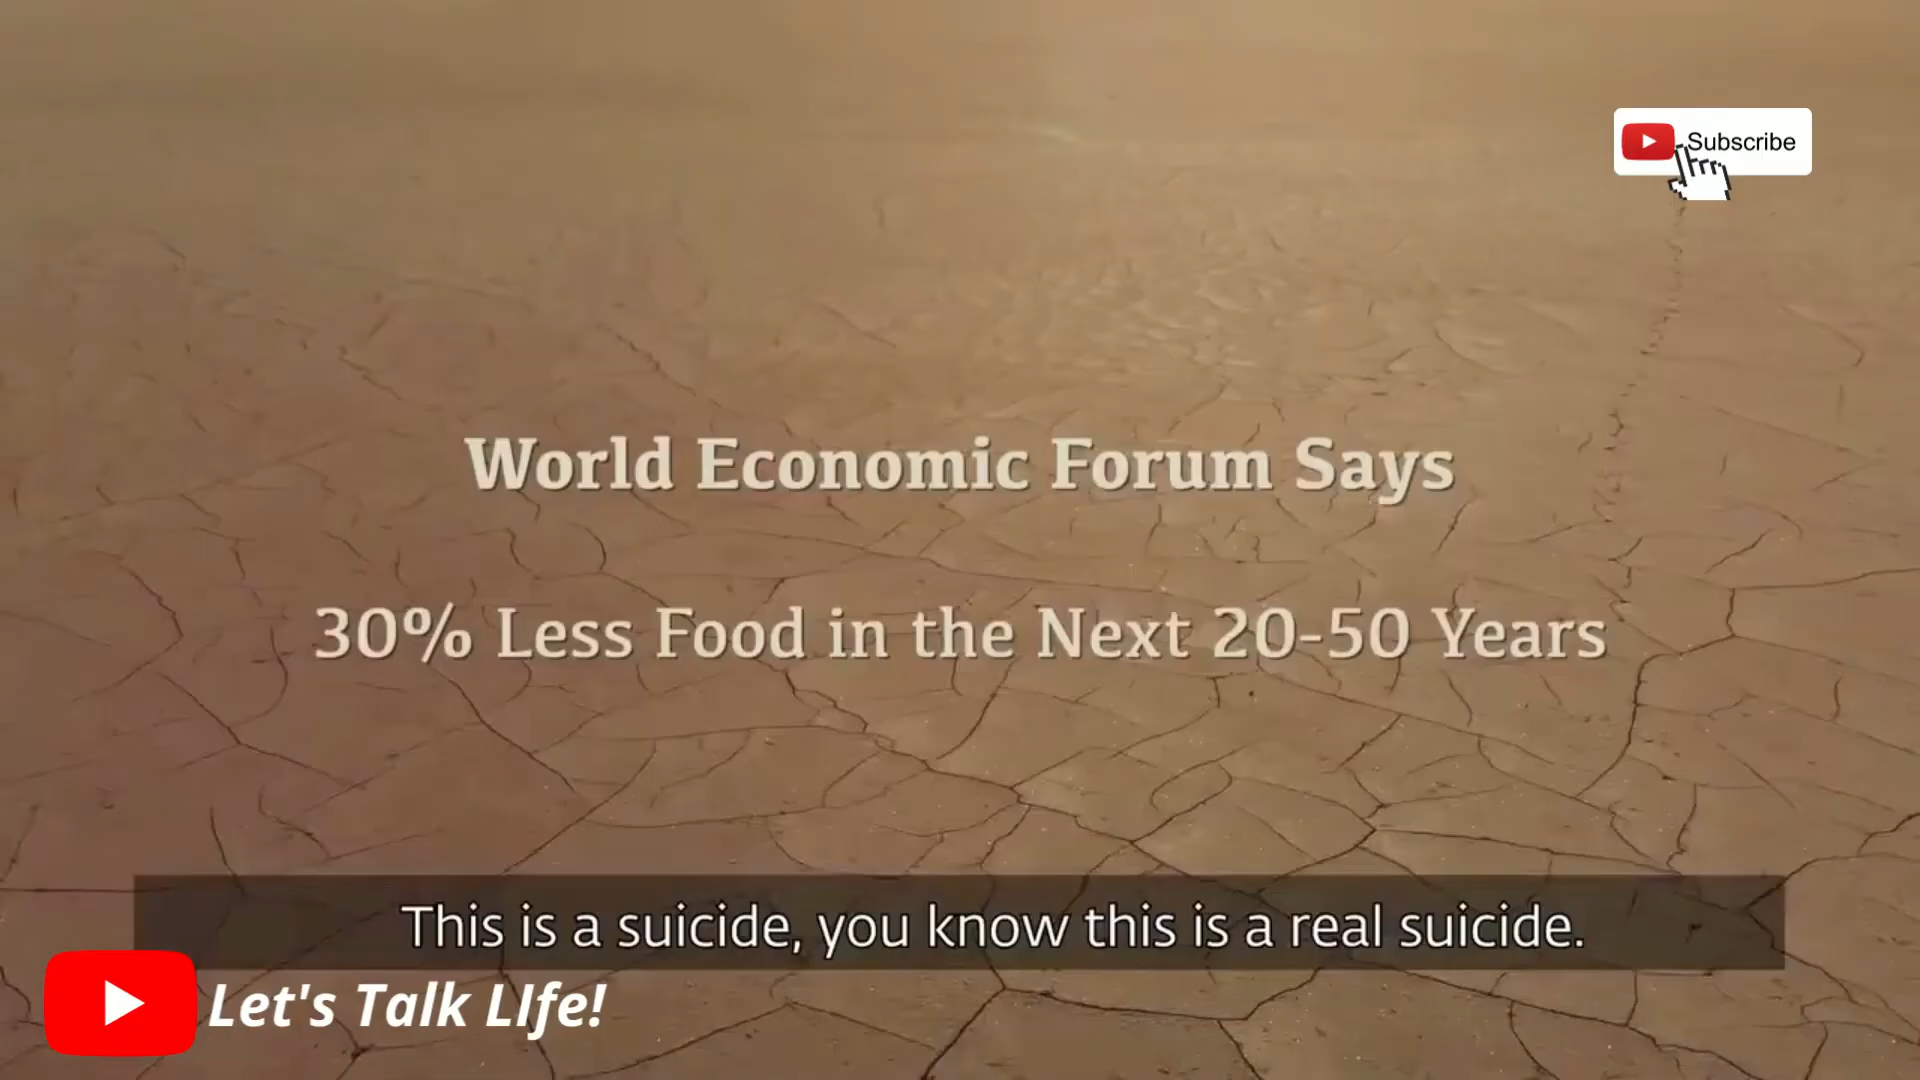 Subscribe
World Economic Forum Says
30% Less Food in the Next 20-50 Years
This is a suicide, you know this is a real suicide.
Let's Talk LIfe!